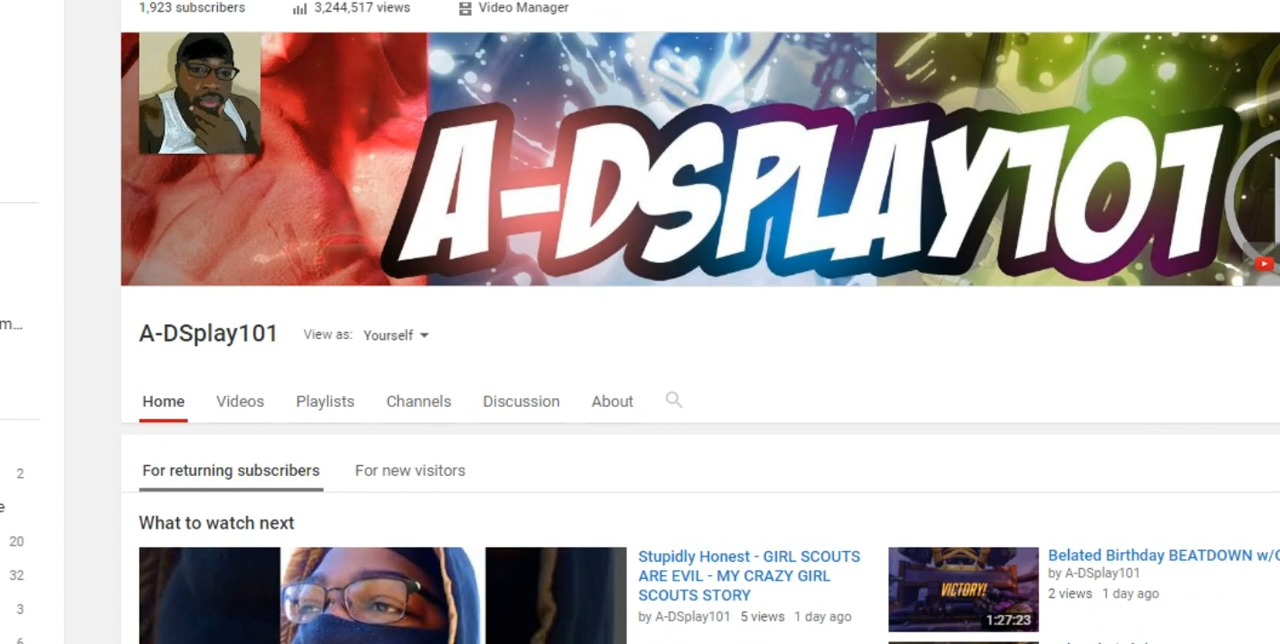 1,923 subscribers 3,244,517 views Video Manager
A-DSPLAY101
A-DSplay101 View as: Yourself
Home Videos Playlists Channels Discussion About
For returning subscribers For new visitors
What to watch next
Stupidly Honest - GIRL SCOUTS
ARE EVIL - MY CRAZY GIRL
SCOUTS STORY
by A-DSplay101 5 views 1 day ago
VICTORY!
1:27:23
Belated Birthday BEATDOWN w/
by A-DSplay101
2 views 1 day ago
m...
2
e
20
32
3